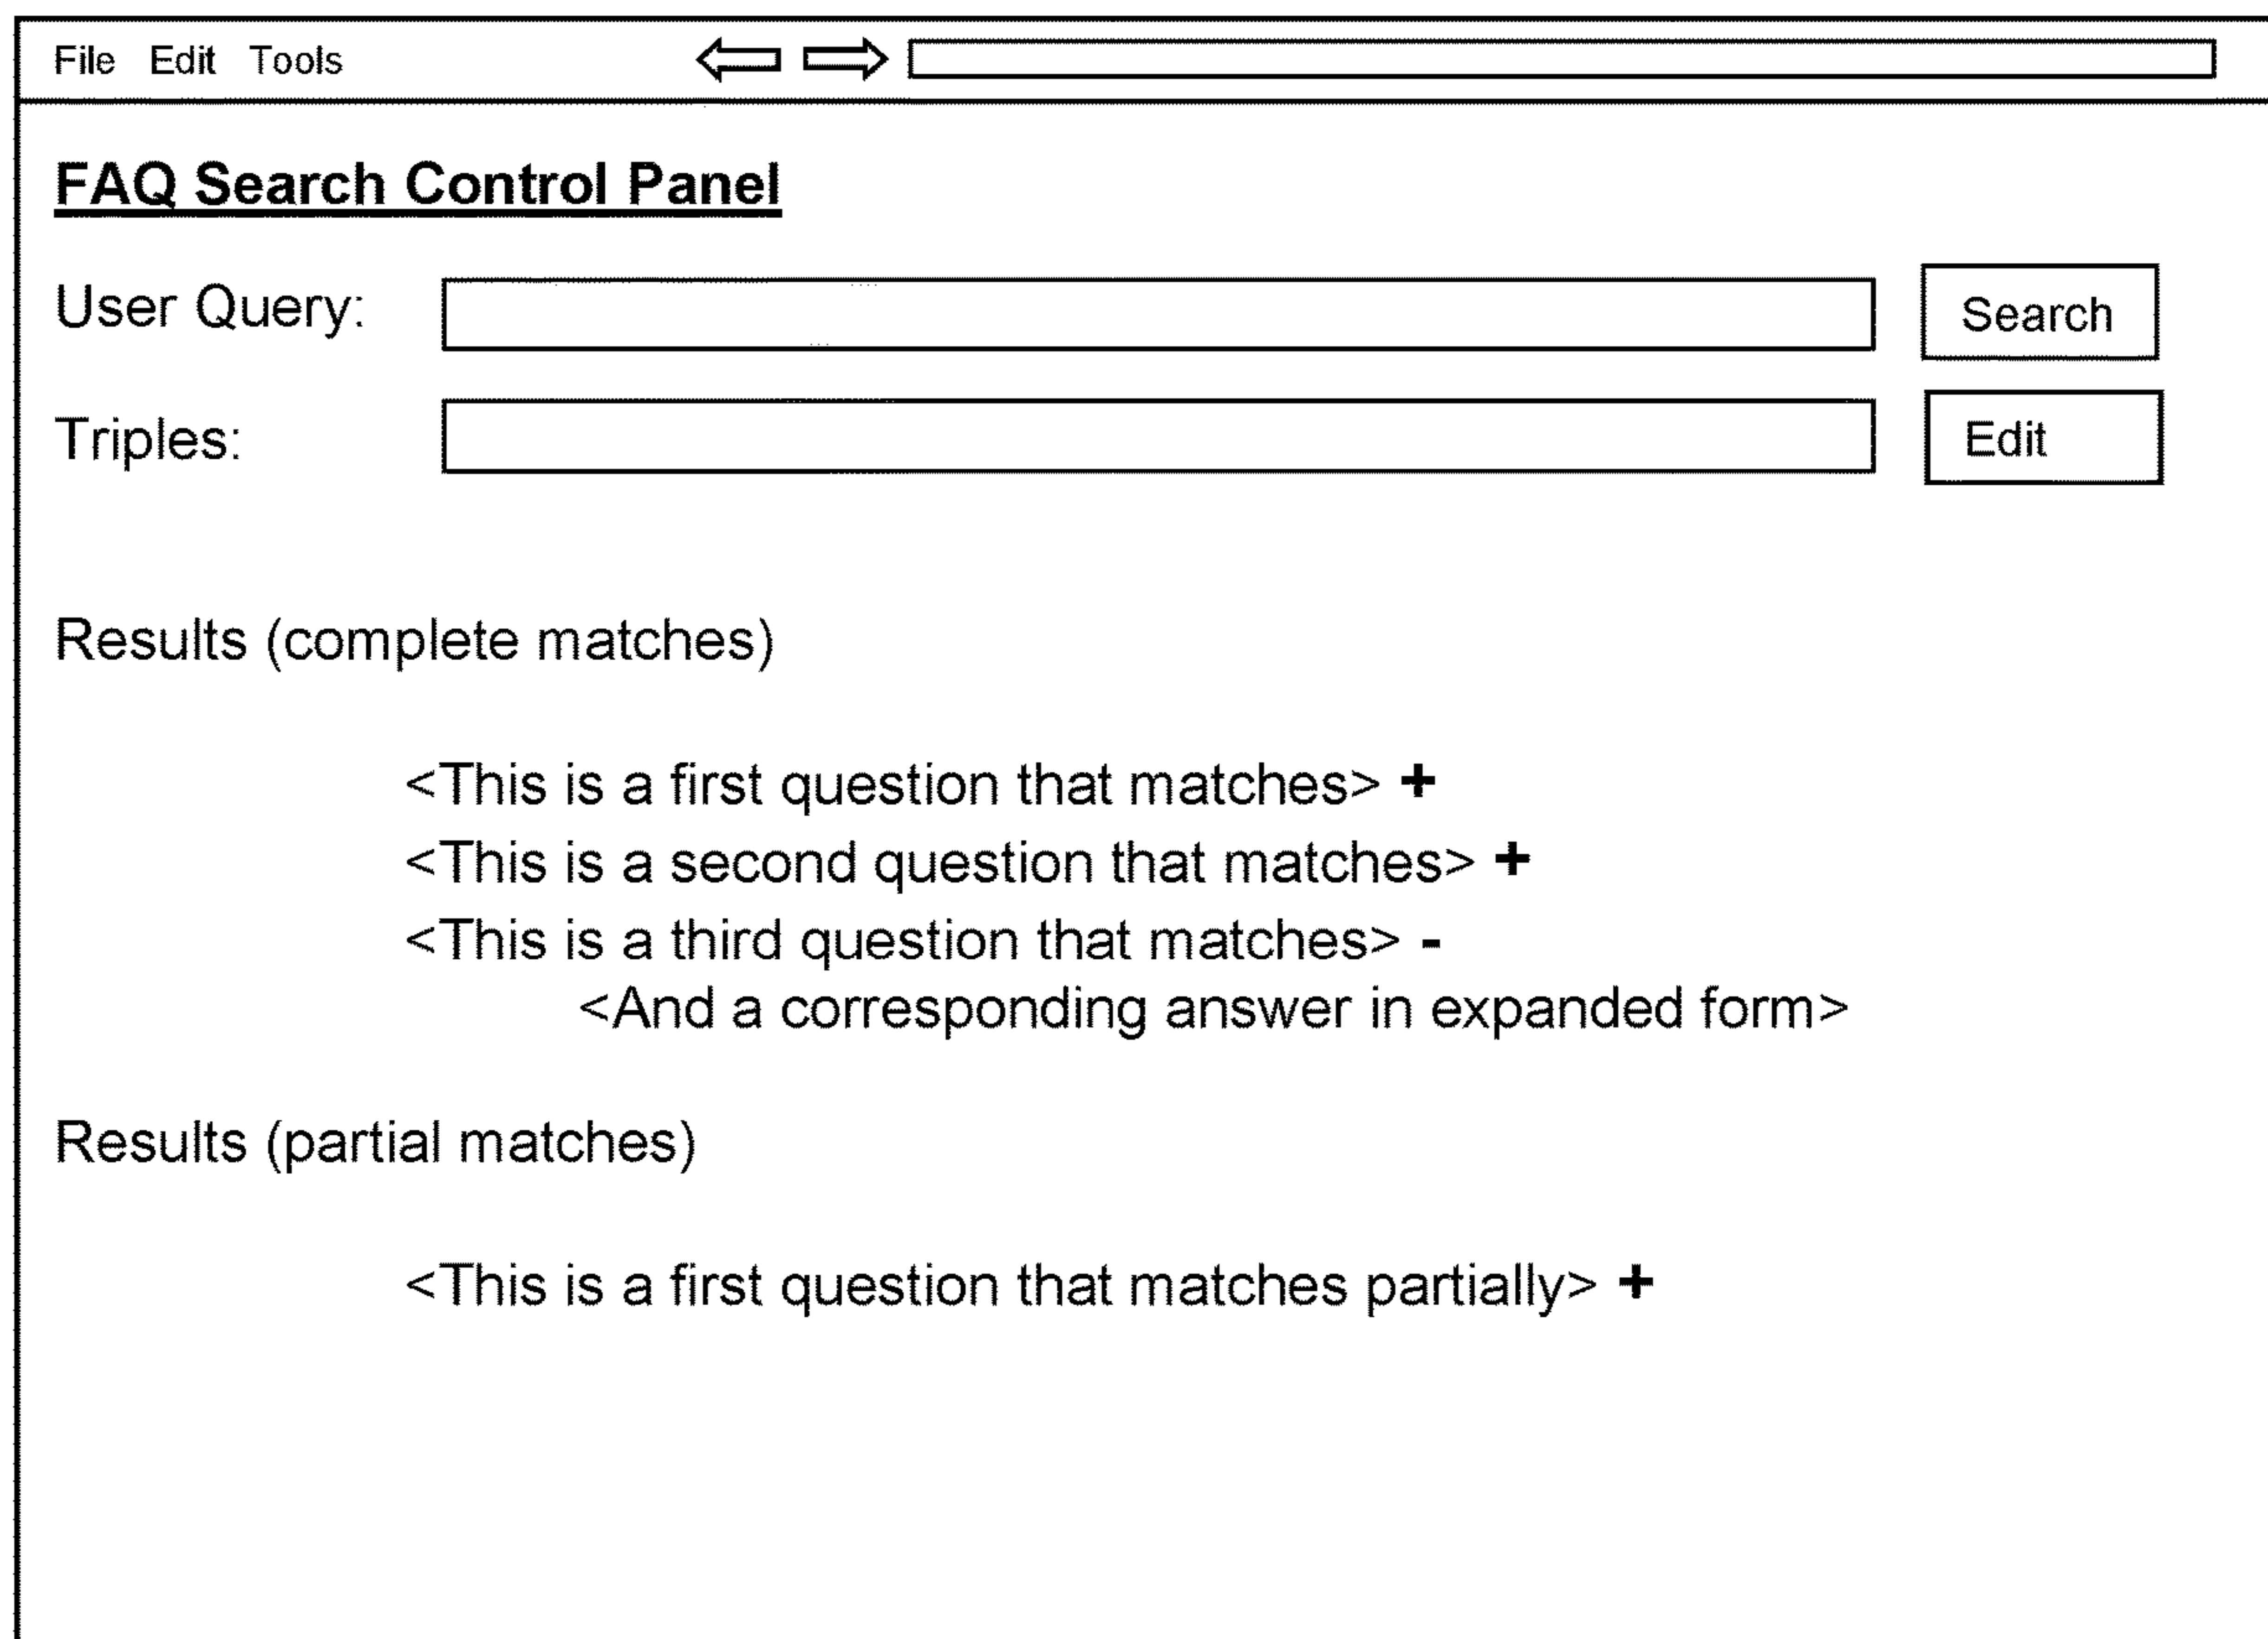 File Edit Tools
FAQ Search Control Panel
User Query: Search
Triples: Edit
Results (complete matches)
<This is a first question that matches> +
<This is a second question that matches> +
<This is a third question that matches> -
<And a corresponding answer in expanded form>
Results (partial matches)
<This is a first question that matches partially> +